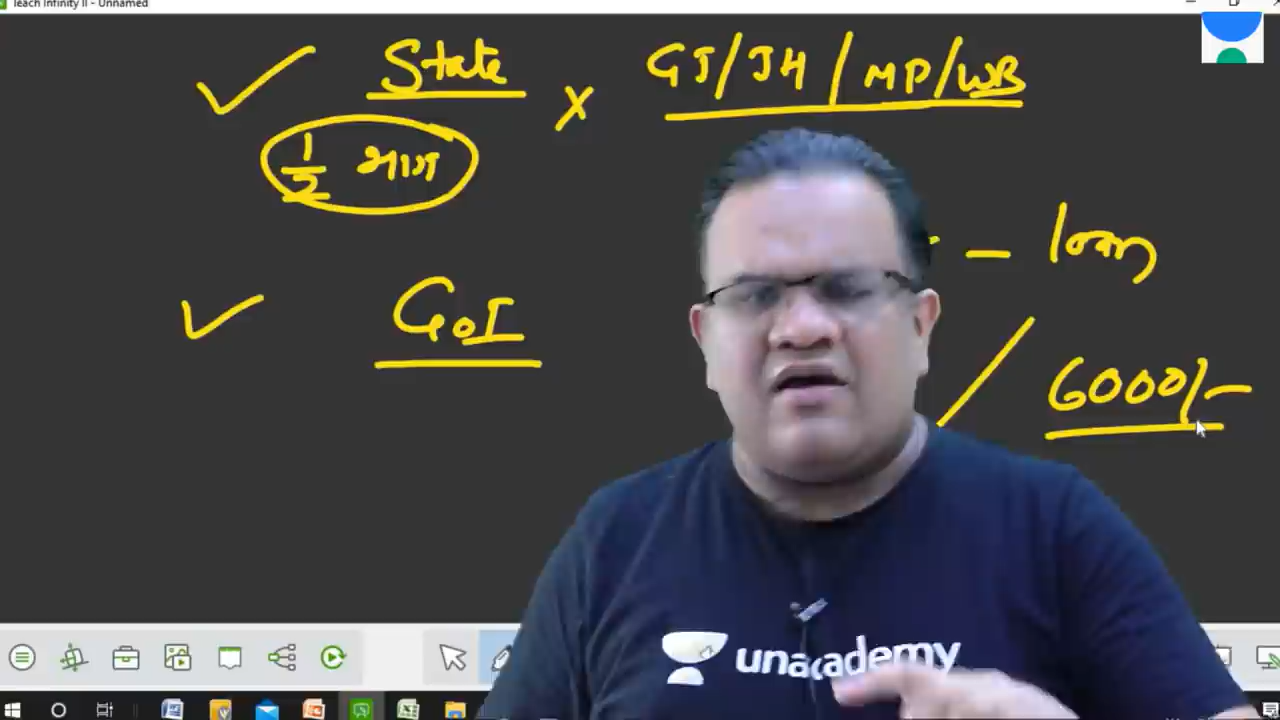 Teach Infinity II - Unnamed
State × GJ/JH/MP/WB
1/2 भाग
- loan
GoI
/ 6000/-
unacademy